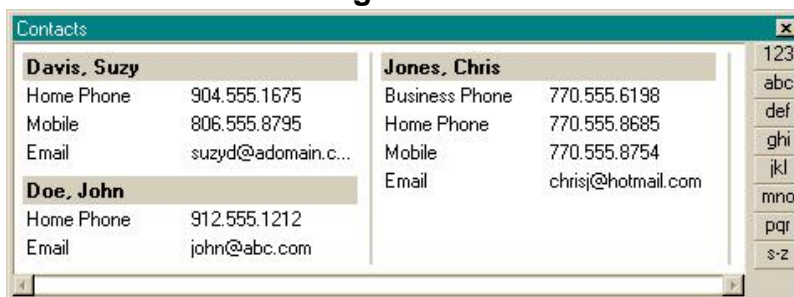 Contacts
Davis, Suzy
Home Phone 904.555.1675
Mobile 806.555.8795
Email suzyd@adomain.c...
Doe, John
Home Phone 912.555.1212
Email john@abc.com
Jones, Chris
Business Phone 770.555.6198
Home Phone 770.555.8685
Mobile 770.555.8754
Email chrisj@hotmail.com
123
abc
def
ghi
jkl
mno
pqr
s-z